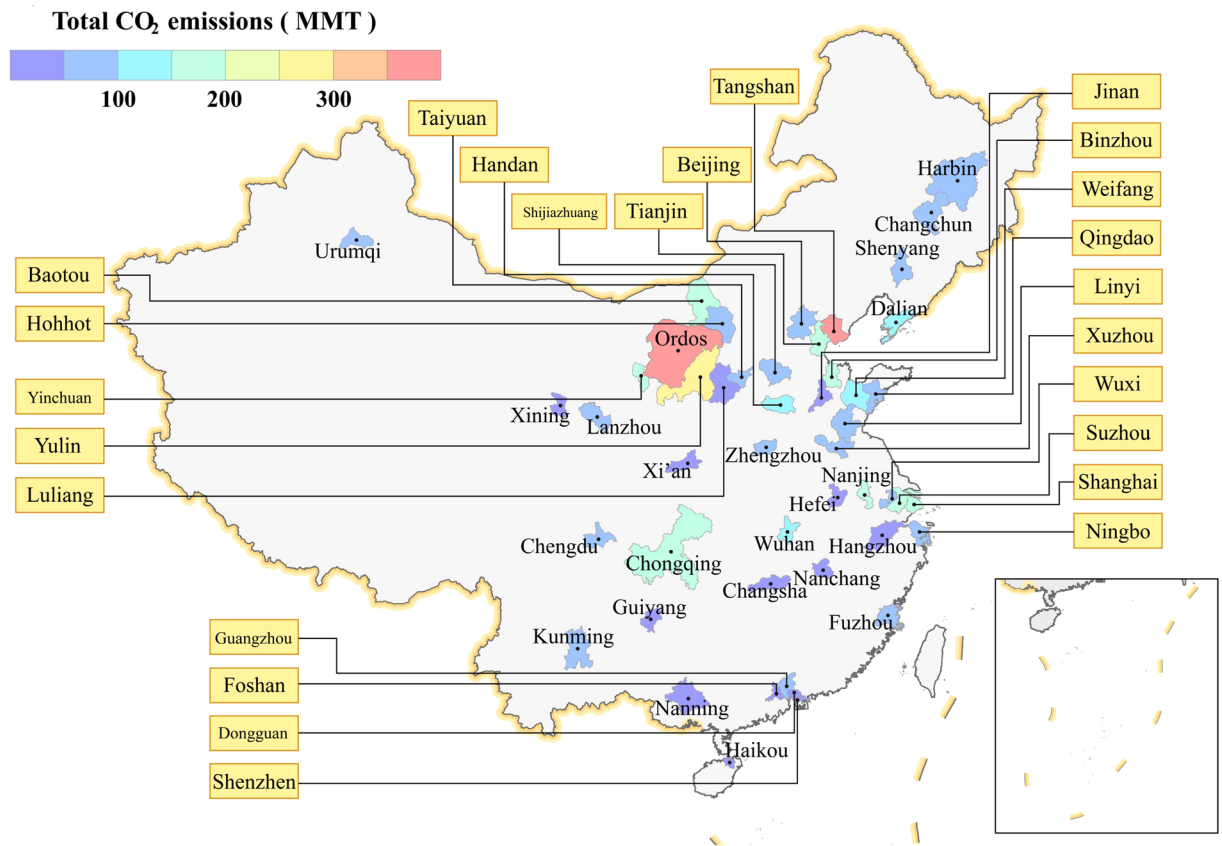 Total CO₂ emissions ( MMT )
100 200 300
Tangshan
Jinan
Taiyuan
Binzhou
Handan
Beijing
Harbin
Weifang
Shijiazhuang
Tianjin
Changchun
Qingdao
Urumqi
Shenyang
Baotou
Linyi
Hohhot
Dalian
Ordos
Xuzhou
Wuxi
Yinchuan
Xining
Lanzhou
Suzhou
Yulin
Zhengzhou
Xi'an
Nanjing
Shanghai
Luliang
Hefei
Ningbo
Chengdu
Wuhan
Hangzhou
Chongqing
Nanchang
Changsha
Guiyang
Fuzhou
Guangzhou
Kunming
Foshan
Nanning
Dongguan
Haikou
Shenzhen